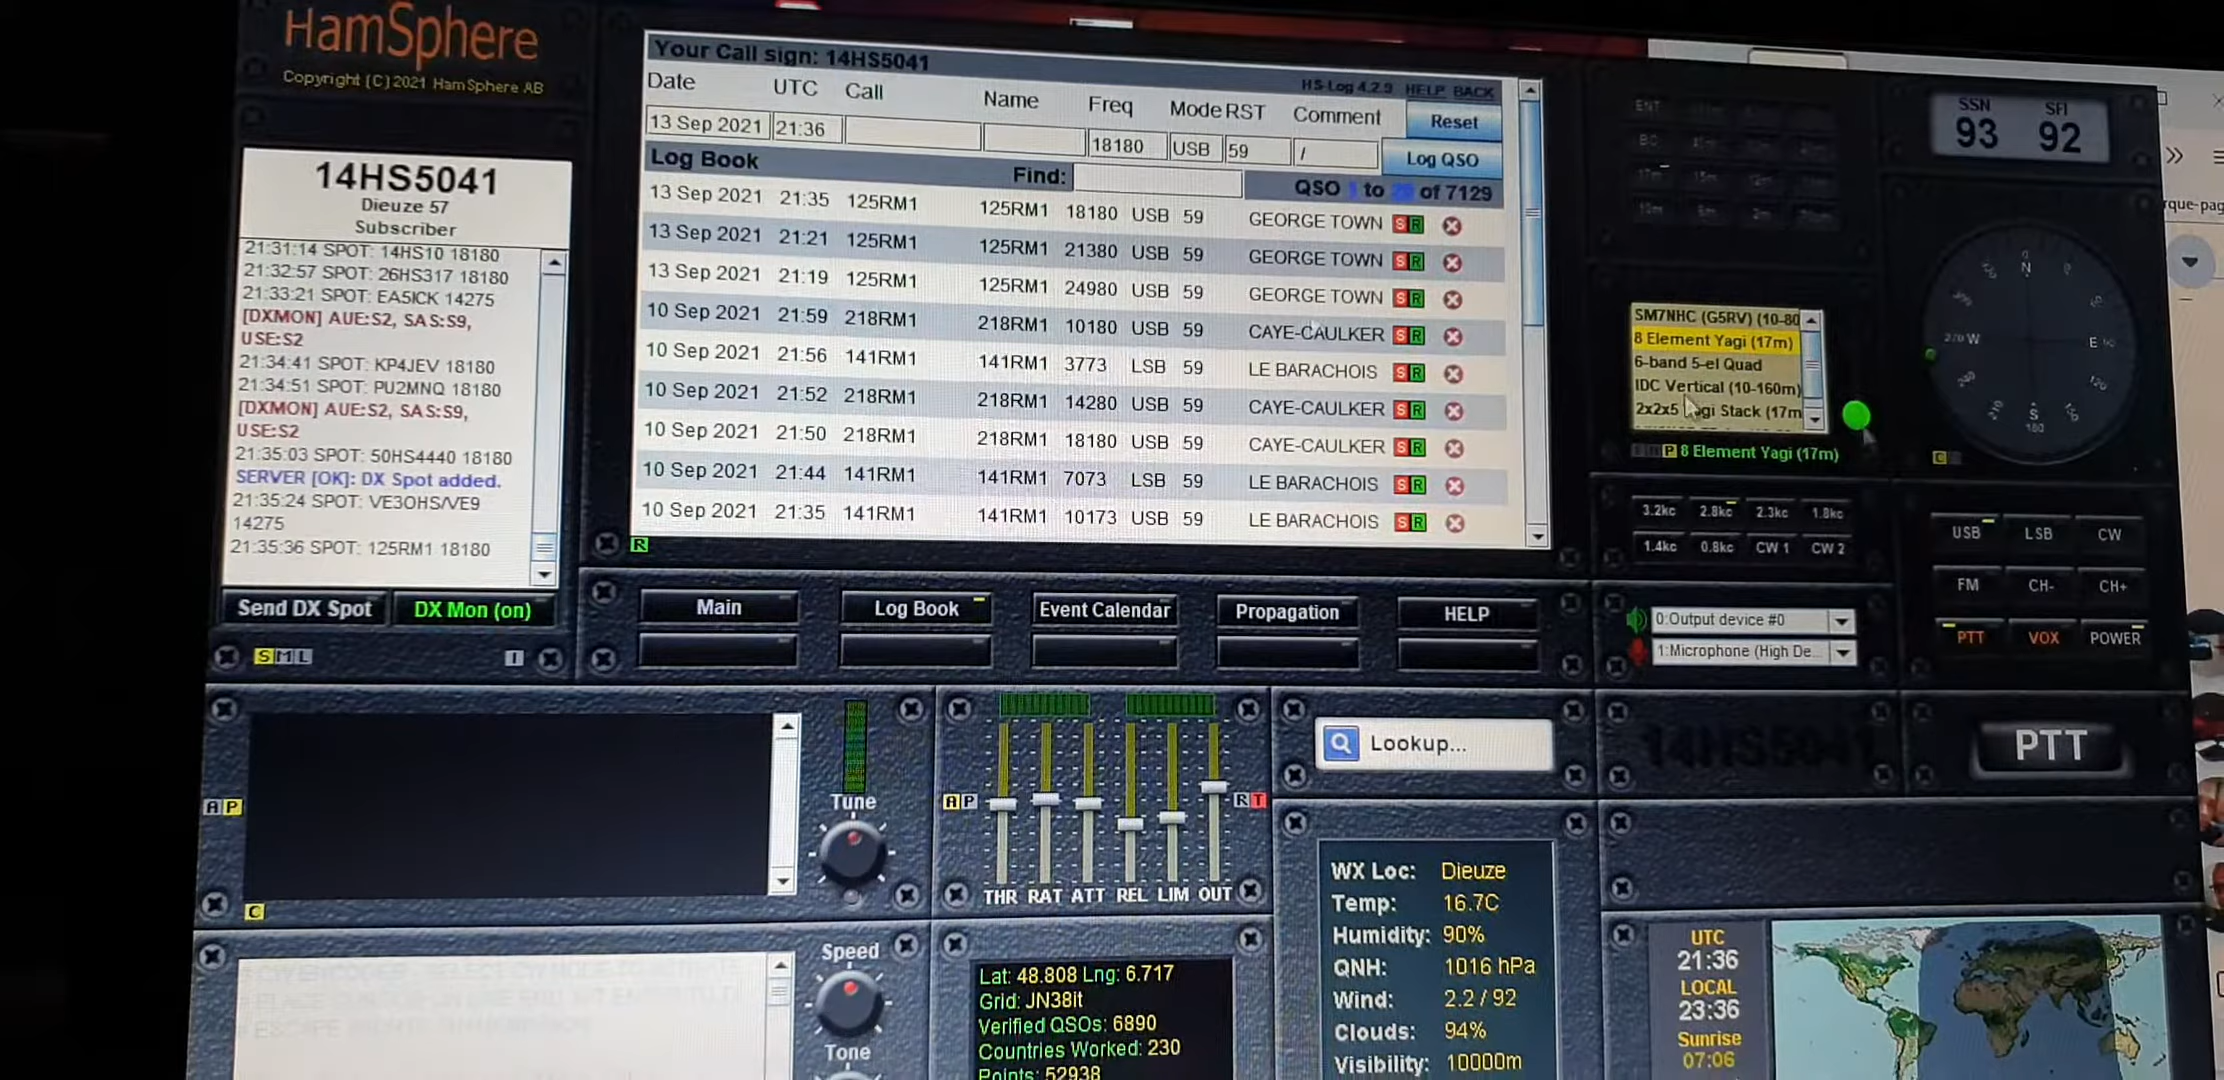 HamSphere
Copyright (C) 2021 HamSphere AB
14HS5041
Dieuze 57
Subscriber
21:31:14 SPOT: 14HS10 18180
21:32:57 SPOT: 26HS317 18180
21:33:21 SPOT: EA5ICK 14275
[DXMON] AUE:S2, SAS:S9,
USE:S2
21:34:41 SPOT: KP4JEV 18180
21:34:51 SPOT: PU2MNQ 18180
[DXMON] AUE:S2, SAS:S9,
USE:S2
21:35:03 SPOT: 50HS4440 18180
SERVER [OK]: DX Spot added.
21:35:24 SPOT: VE3OHS/VE9
14275
21:35:36 SPOT: 125RM1 18180
Send DX Spot DX Mon (on)
S M L I
Your Call sign: 14HS5041
HS-Log 4.2.9 HELP BACK
Date UTC Call Name Freq Mode RST Comment Reset
13 Sep 2021 21:36 18180 USB 59 / Log QSO
Log Book Find: QSO to of 7129
13 Sep 2021 21:35 125RM1 125RM1 18180 USB 59 GEORGE TOWN S R
13 Sep 2021 21:21 125RM1 125RM1 21380 USB 59 GEORGE TOWN S R
13 Sep 2021 21:19 125RM1 125RM1 24980 USB 59 GEORGE TOWN S R
10 Sep 2021 21:59 218RM1 218RM1 10180 USB 59 CAYE-CAULKER S R
10 Sep 2021 21:56 141RM1 141RM1 3773 LSB 59 LE BARACHOIS S R
10 Sep 2021 21:52 218RM1 218RM1 14280 USB 59 CAYE-CAULKER S R
10 Sep 2021 21:50 218RM1 218RM1 18180 USB 59 CAYE-CAULKER S R
10 Sep 2021 21:44 141RM1 141RM1 7073 LSB 59 LE BARACHOIS S R
10 Sep 2021 21:35 141RM1 141RM1 10173 USB 59 LE BARACHOIS S R
R
Main Log Book Event Calendar Propagation HELP
ENT
SSN SFI
93 92
rque-pag
SM7NHC (G5RV) (10-80
8 Element Yagi (17m)
6-band 5-el Quad
IDC Vertical (10-160m)
2x2x5 Yagi Stack (17m
P 8 Element Yagi (17m)
N
E
S
180
W
3.2kc 2.8kc 2.3kc 1.8kc
1.4kc 0.8kc CW 1 CW 2
USB LSB CW
FM CH- CH+
PTT VOX POWER
0:Output device #0
1:Microphone (High De...
A P
C
Tune
A P
R T
THR RAT ATT REL LIM OUT
Lookup...
14HS5041
PTT
Speed
Tone
Lat: 48.808 Lng: 6.717
Grid: JN38it
Verified QSOs: 6890
Countries Worked: 230
Points: 52938
WX Loc: Dieuze
Temp: 16.7C
Humidity: 90%
QNH: 1016 hPa
Wind: 2.2 / 92
Clouds: 94%
Visibility: 10000m
UTC
21:36
LOCAL
23:36
Sunrise
07:06